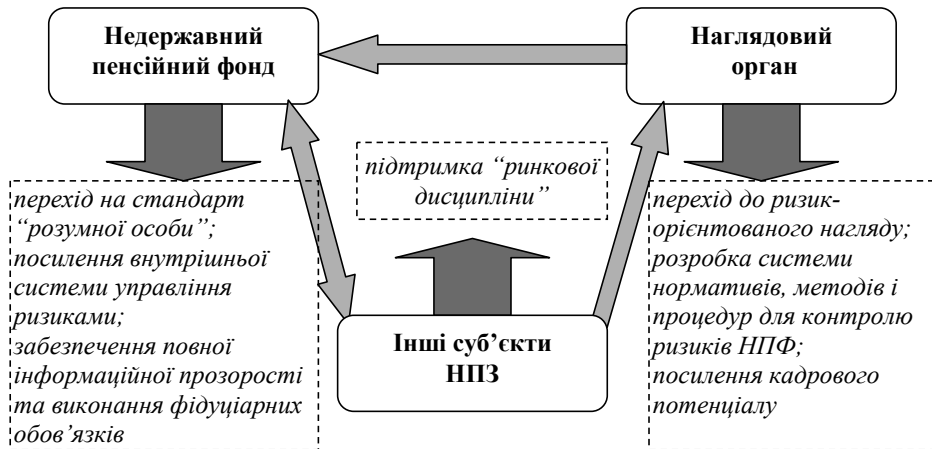 Недержавний
пенсійний фонд
Наглядовий
орган
підтримка “ринкової
дисципліни”
перехід на стандарт
“розумної особи”;
посилення внутрішньої
системи управління
ризиками;
забезпечення повної
інформаційної прозорості
та виконання фідуціарних
обов’язків
перехід до ризик-
орієнтованого нагляду;
розробка системи
нормативів, методів і
процедур для контролю
ризиків НПФ;
посилення кадрового
потенціалу
Інші суб’єкти
НПЗ